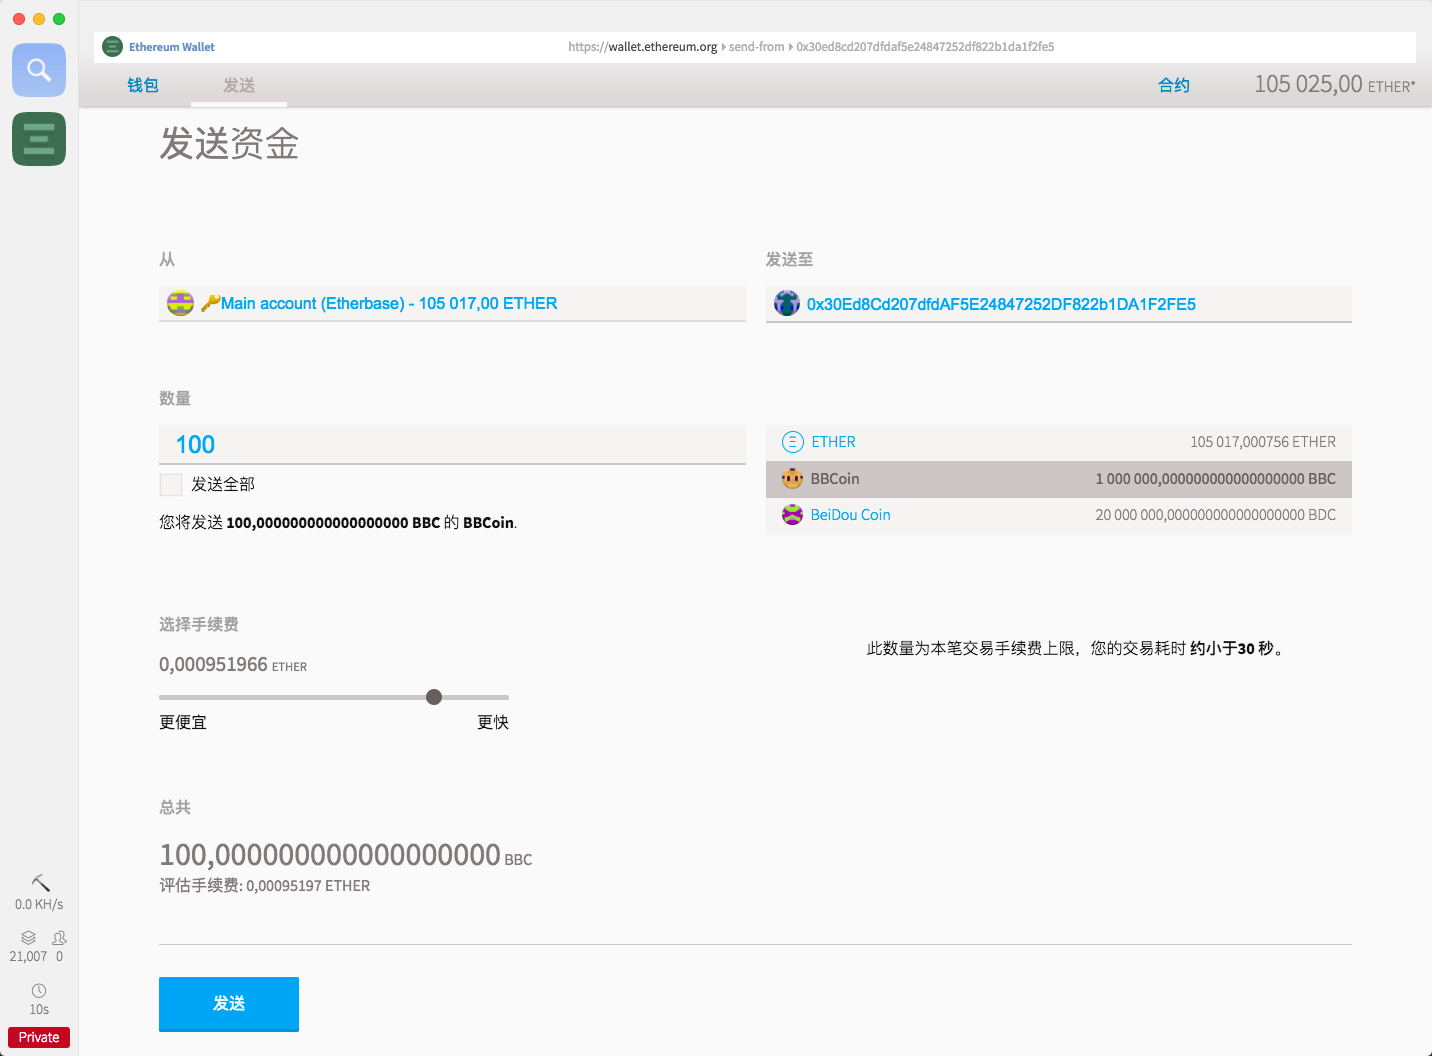 Ethereum Wallet
https://wallet.ethereum.org › send-from › 0x30ed8cd207dfdaf5e24847252df822b1da1f2fe5
钱包 发送 合约 105 025,00 ETHER*
发送资金
从 发送至
Main account (Etherbase) - 105 017,00 ETHER
0x30Ed8Cd207dfdAF5E24847252DF822b1DA1F2FE5
数量
100
发送全部
您将发送 100,000000000000000000 BBC 的 BBCoin.
ETHER 105 017,000756 ETHER
BBCoin 1 000 000,000000000000000000 BBC
BeiDou Coin 20 000 000,000000000000000000 BDC
选择手续费
0,000951966 ETHER
更便宜 更快
此数量为本笔交易手续费上限，您的交易耗时 约小于30 秒。
总共
100,000000000000000000 BBC
评估手续费: 0,00095197 ETHER
发送
0.0 KH/s
21,007 0
10s
Private